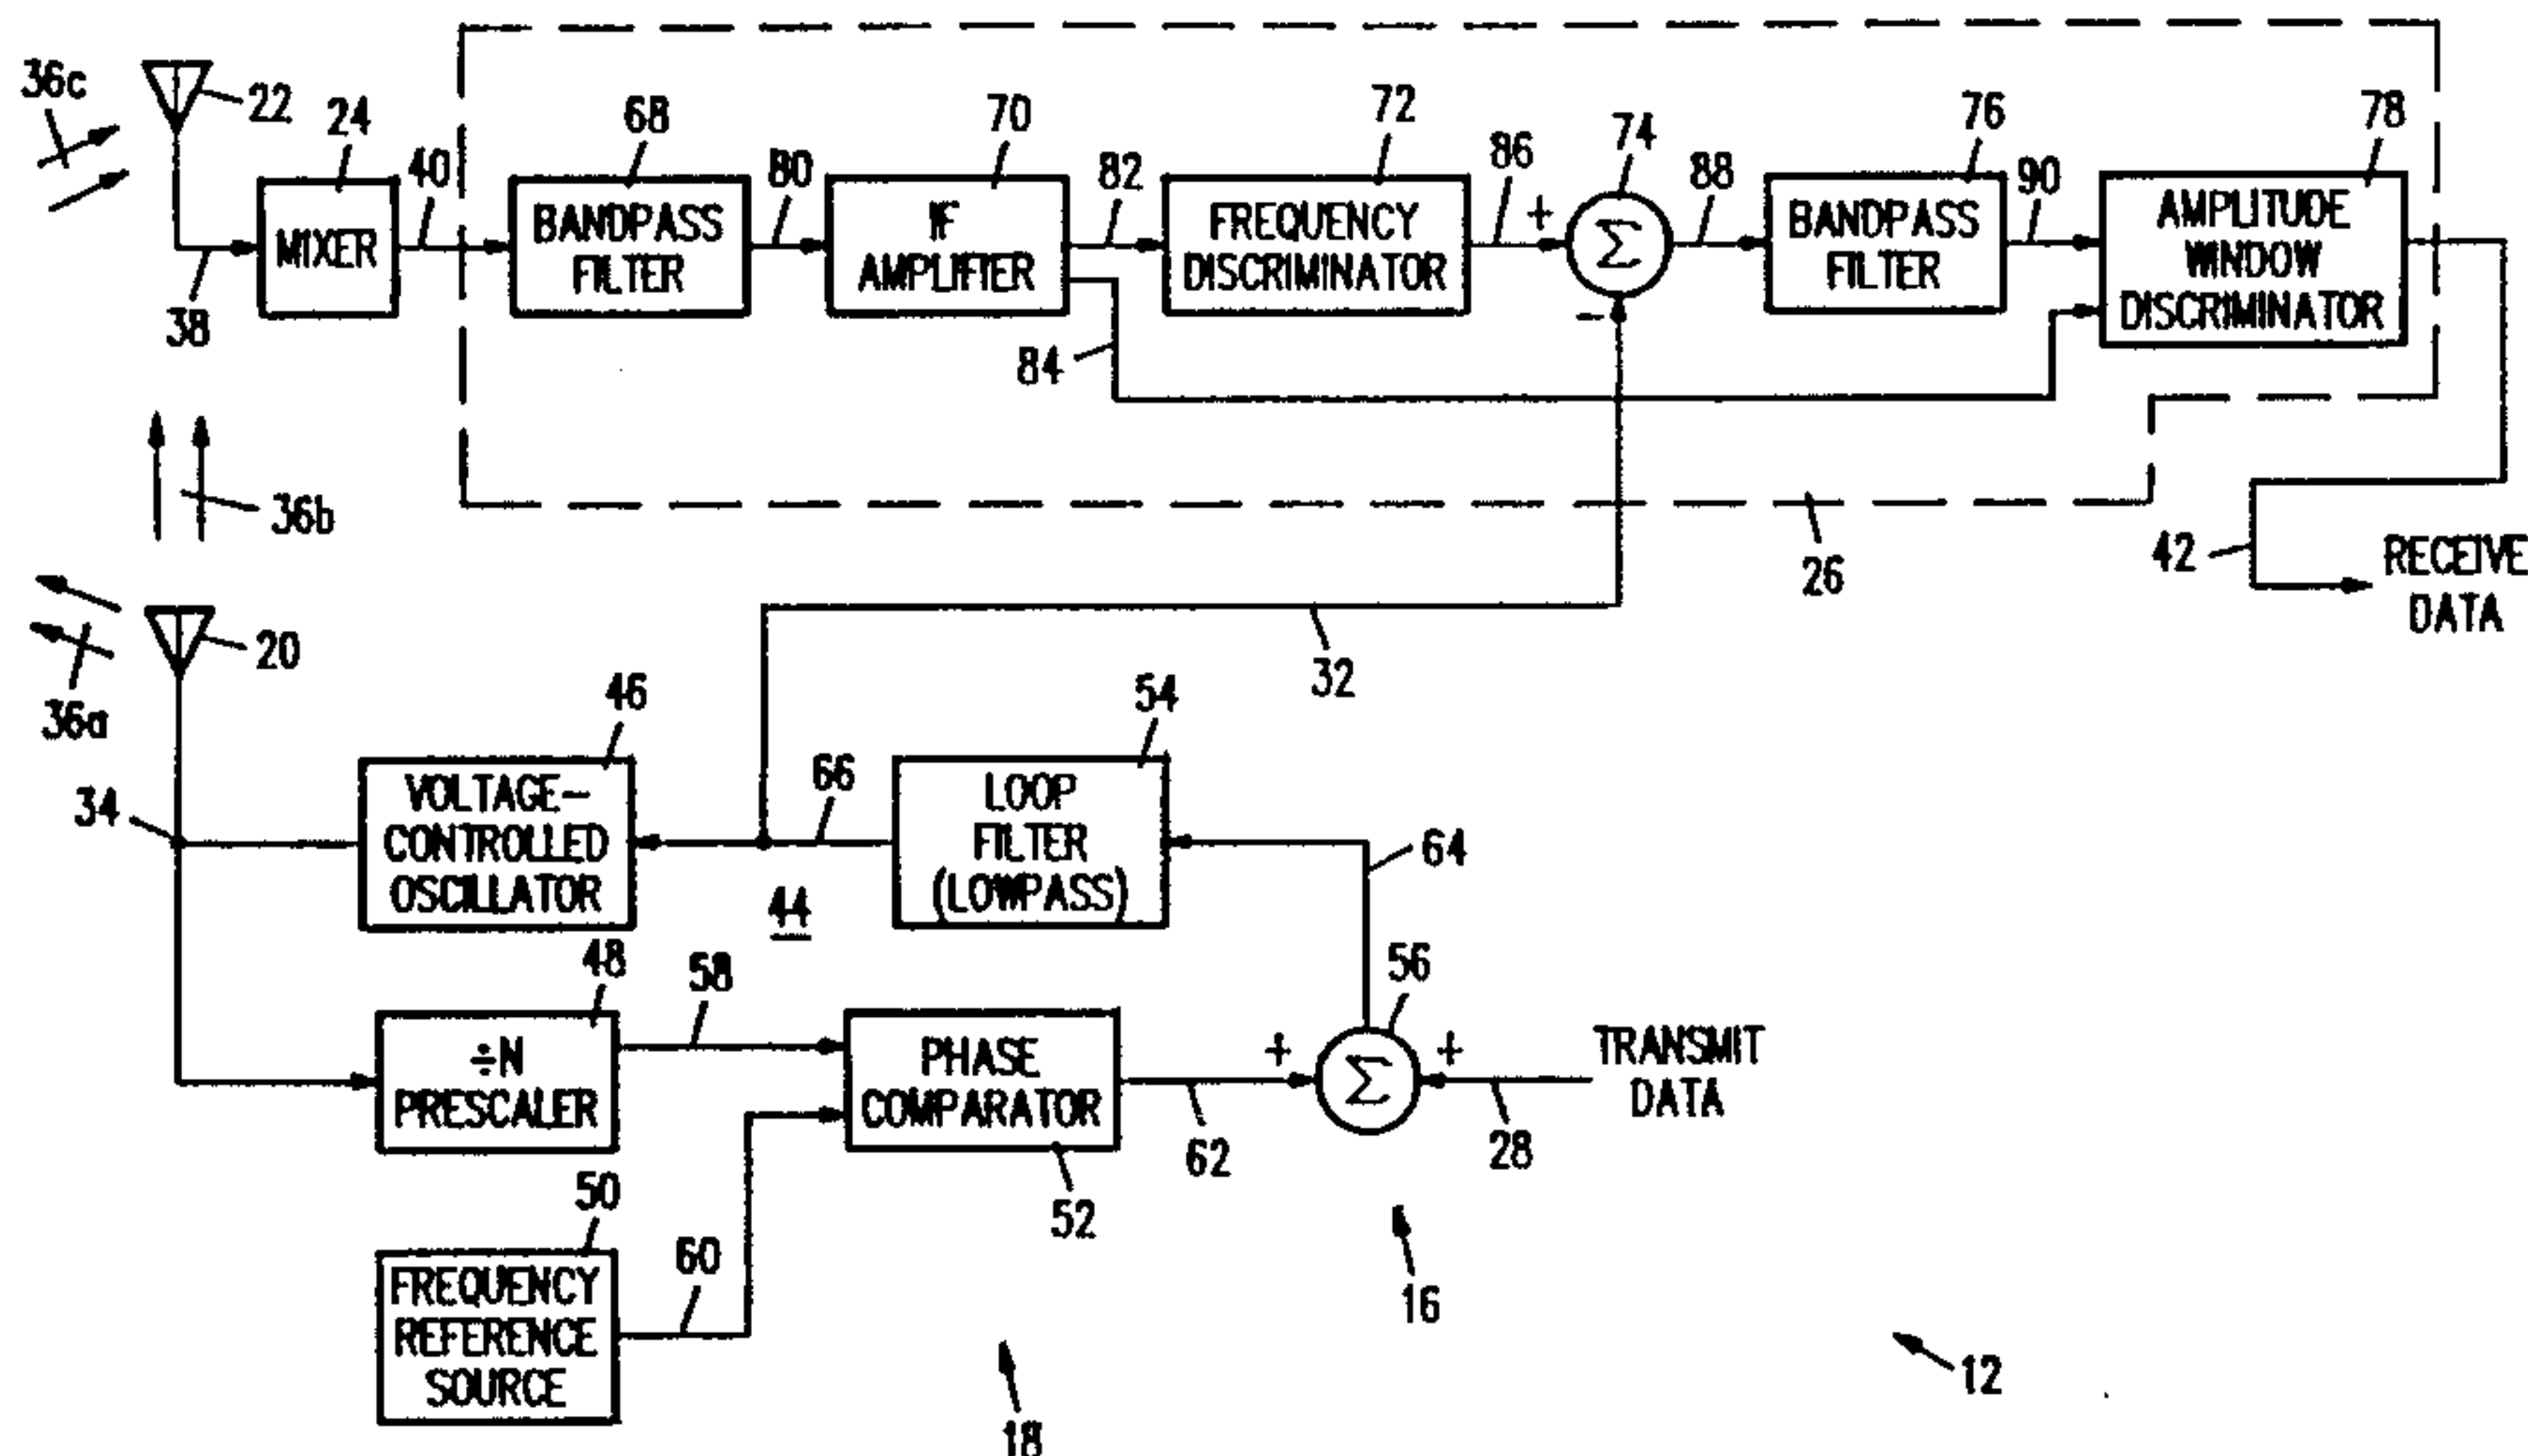 36c
22
24
MIXER
38
40
68
BANDPASS
FILTER
80
70
IF
AMPLIFIER
82
84
72
FREQUENCY
DISCRIMINATOR
86
+
74
Σ
-
88
76
BANDPASS
FILTER
90
78
AMPLITUDE
WINDOW
DISCRIMINATOR
36b
26
42
RECEIVE
DATA
36a
20
32
34
46
VOLTAGE-
CONTROLLED
OSCILLATOR
66
44
54
LOOP
FILTER
(LOWPASS)
64
48
÷N
PRESCALER
58
PHASE
COMPARATOR
52
62
+
56
Σ
+
28
TRANSMIT
DATA
50
FREQUENCY
REFERENCE
SOURCE
60
16
18
12